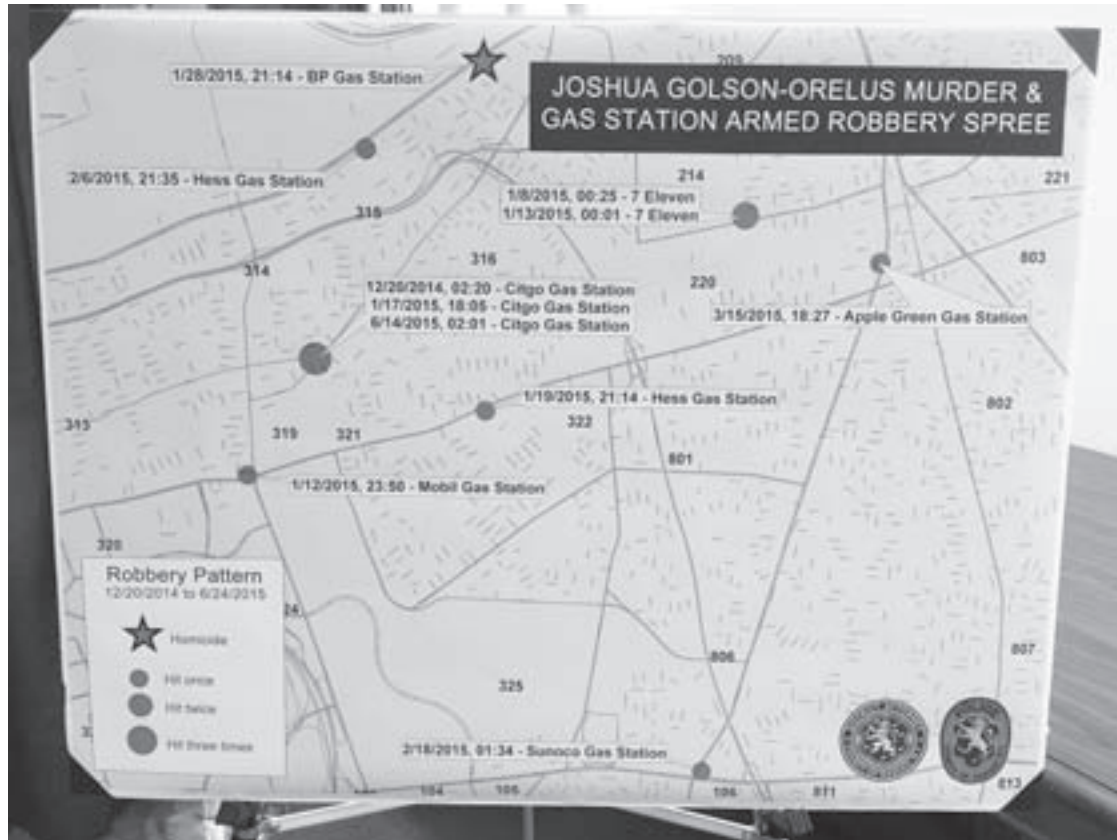 JOSHUA GOLSON-ORELUS MURDER &
GAS STATION ARMED ROBBERY SPREE
209
1/28/2015, 21:14 - BP Gas Station
2/6/2015, 21:35 - Hess Gas Station
214
221
1/8/2015, 00:25 - 7 Eleven
1/13/2015, 00:01 - 7 Eleven
315
316
314
803
220
12/20/2014, 02:20 - Citgo Gas Station
1/17/2015, 18:05 - Citgo Gas Station
6/14/2015, 02:01 - Citgo Gas Station
3/15/2015, 18:27 - Apple Green Gas Station
1/19/2015, 21:14 - Hess Gas Station
802
313
319
321
322
801
1/12/2015, 23:50 - Mobil Gas Station
320
Robbery Pattern
12/20/2014 to 6/24/2015
Homicide
Hit once
Hit twice
Hit three times
24
806
807
325
2/18/2015, 01:34 - Sunoco Gas Station
104
105
106
811
813